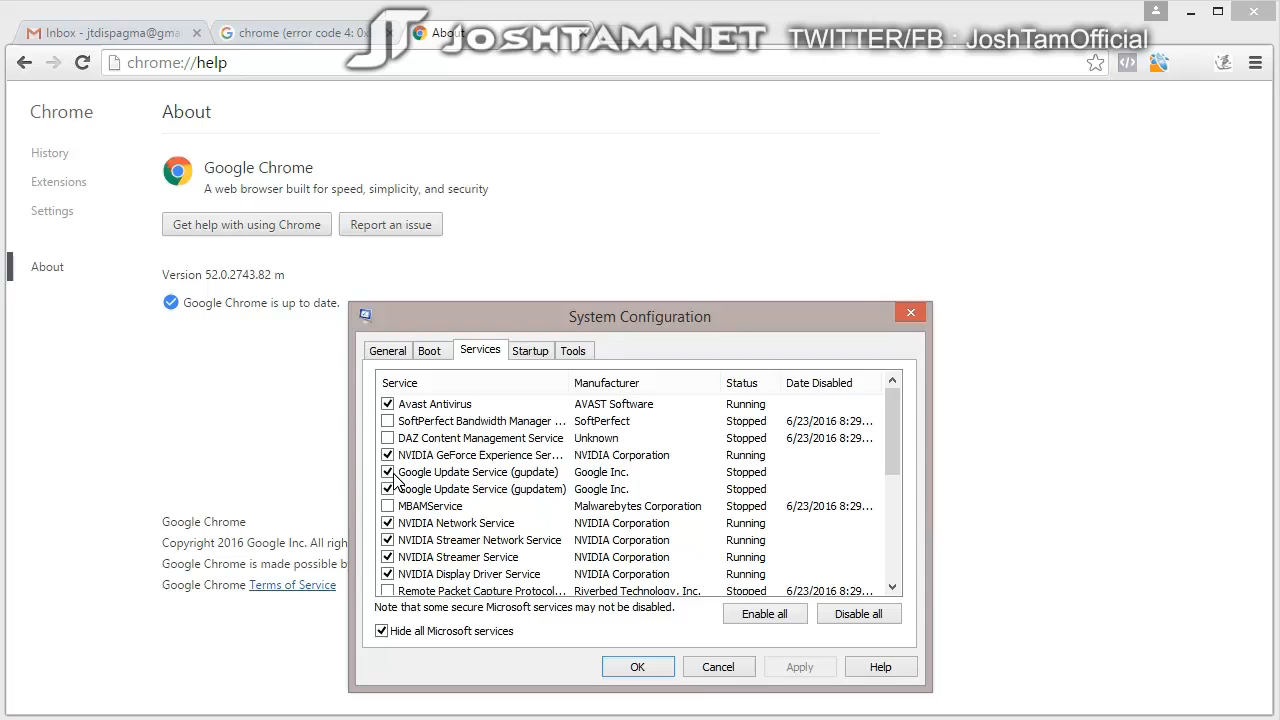 Inbox - jtdispagma@gma
chrome (error code 4: 0x
Abou
JOSHTAM.NET
TWITTER/FB : JoshTamOfficial
chrome://help
Chrome
About
History
Extensions
Settings
About
Google Chrome
A web browser built for speed, simplicity, and security
Get help with using Chrome
Report an issue
Version 52.0.2743.82 m
Google Chrome is up to date.
Google Chrome
Copyright 2016 Google Inc. All righ
Google Chrome is made possible b
Google Chrome Terms of Service
System Configuration
General Boot Services Startup Tools
Service Manufacturer Status Date Disabled
Avast Antivirus AVAST Software Running
SoftPerfect Bandwidth Manager ... SoftPerfect Stopped 6/23/2016 8:29...
DAZ Content Management Service Unknown Stopped 6/23/2016 8:29...
NVIDIA GeForce Experience Ser... NVIDIA Corporation Running
Google Update Service (gupdate) Google Inc. Stopped
Google Update Service (gupdatem) Google Inc. Stopped
MBAMService Malwarebytes Corporation Stopped 6/23/2016 8:29...
NVIDIA Network Service NVIDIA Corporation Running
NVIDIA Streamer Network Service NVIDIA Corporation Running
NVIDIA Streamer Service NVIDIA Corporation Running
NVIDIA Display Driver Service NVIDIA Corporation Running
Remote Packet Capture Protocol... Riverbed Technology, Inc. Stopped 6/23/2016 8:29...
Note that some secure Microsoft services may not be disabled.
Enable all
Disable all
Hide all Microsoft services
OK Cancel Apply Help